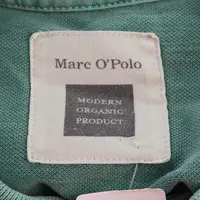 Marc O'Polo
MODERN
ORGANIC
PRODUCT.